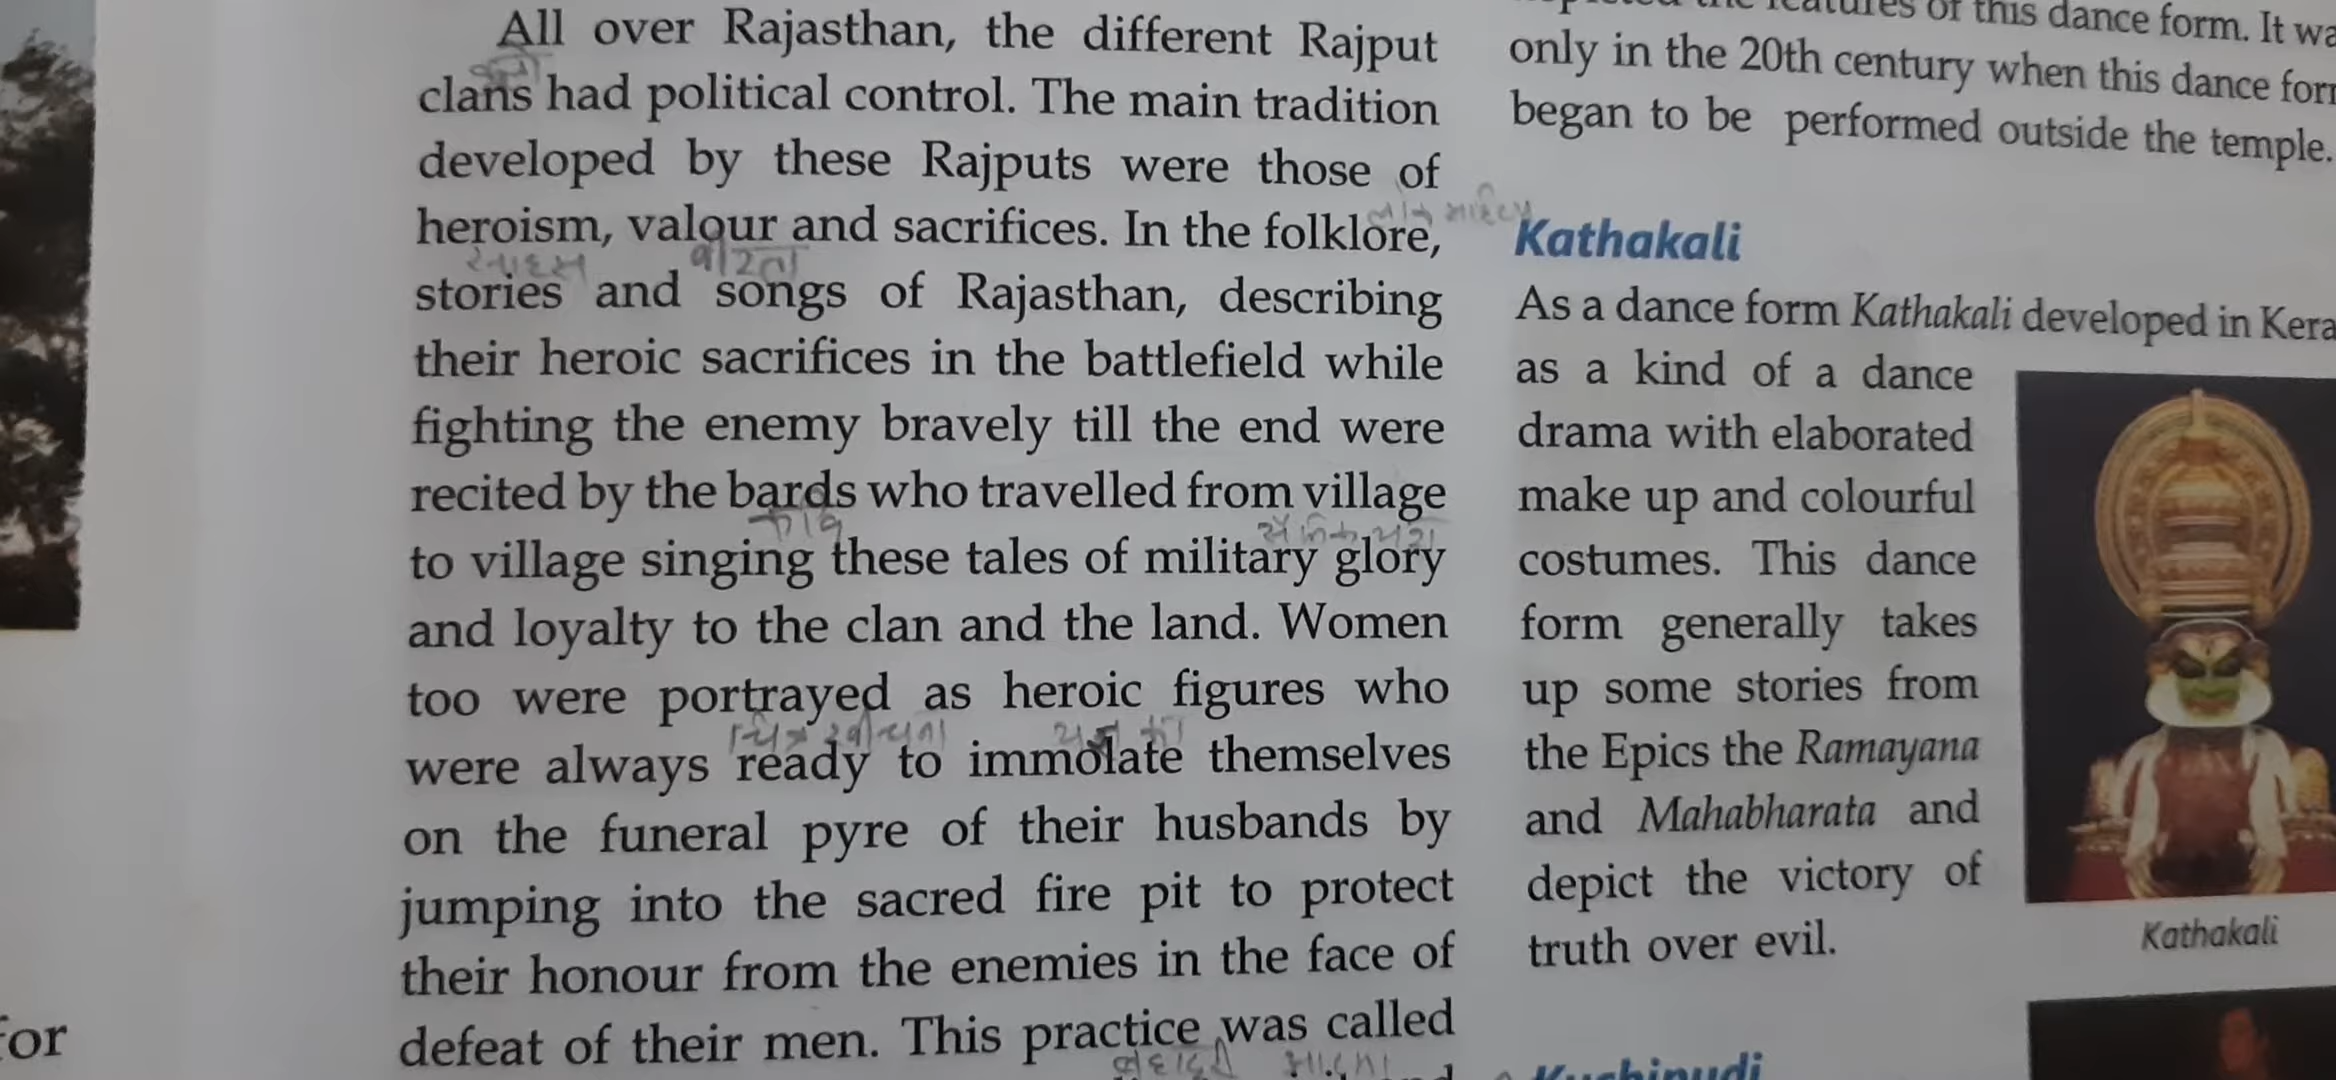 All over Rajasthan, the different Rajput
clans had political control. The main tradition
developed by these Rajputs were those of
heroism, valour and sacrifices. In the folklore,
वीरता
stories and songs of Rajasthan, describing
their heroic sacrifices in the battlefield while
fighting the enemy bravely till the end were
recited by the bards who travelled from village
to village singing these tales of military glory
and loyalty to the clan and the land. Women
too were portrayed as heroic figures who
were always ready to immolate themselves
on the funeral pyre of their husbands by
jumping into the sacred fire pit to protect
their honour from the enemies in the face of
defeat of their men. This practice was called
for
features of this dance form. It wa
only in the 20th century when this dance for
began to be performed outside the temple.
Kathakali
As a dance form Kathakali developed in Kera
as a kind of a dance
drama with elaborated
make up and colourful
costumes. This dance
form generally takes
up some stories from
the Epics the Ramayana
and Mahabharata and
depict the victory of
truth over evil.
Kathakali
Kuchipudi